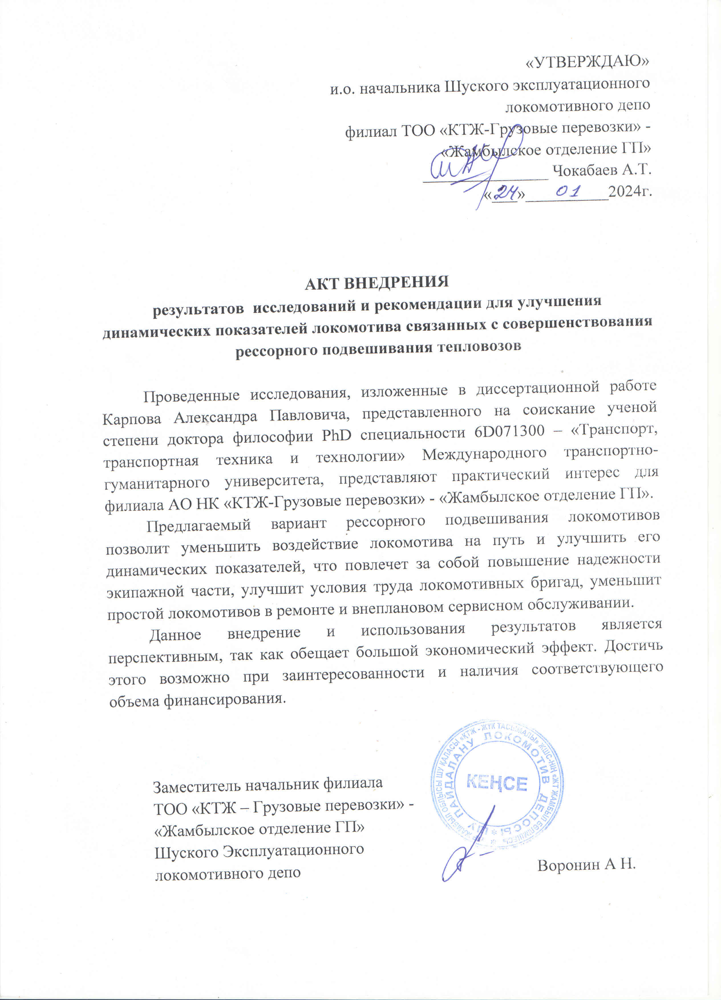 «УТВЕРЖДАЮ»
и.о. начальника Шуского эксплуатационного
локомотивного депо
филиал ТОО «КТЖ-Грузовые перевозки» -
«Жамбылское отделение ГП»
_______________ Чокабаев А.Т.
«24»__________01__________2024г.
АКТ ВНЕДРЕНИЯ
результатов исследований и рекомендации для улучшения
динамических показателей локомотива связанных с совершенствования
рессорного подвешивания тепловозов
Проведенные исследования, изложенные в диссертационной работе
Карпова Александра Павловича, представленного на соискание ученой
степени доктора философии PhD специальности 6D071300 – «Транспорт,
транспортная техника и технологии» Международного транспортно-
гуманитарного университета, представляют практический интерес для
филиала АО НК «КТЖ-Грузовые перевозки» - «Жамбылское отделение ГП».
Предлагаемый вариант рессорного подвешивания локомотивов
позволит уменьшить воздействие локомотива на путь и улучшить его
динамических показателей, что повлечет за собой повышение надежности
экипажной части, улучшит условия труда локомотивных бригад, уменьшит
простой локомотивов в ремонте и внеплановом сервисном обслуживании.
Данное внедрение и использования результатов является
перспективным, так как обещает большой экономический эффект. Достичь
этого возможно при заинтересованности и наличия соответствующего
объема финансирования.
ЖАМБЫЛ ОБЛЫСЫ ШУ ҚАЛАСЫ «КТЖ - ЖҮК ТАСЫМАЛЫ» ЖШС-НІҢ «ЖТ ЖАМБЫЛ БӨЛІМШЕСІ»
ШУ ПАЙДАЛАНУ ЛОКОМОТИВ ДЕПОСЫ
КЕҢСЕ
Заместитель начальник филиала
ТОО «КТЖ – Грузовые перевозки» -
«Жамбылское отделение ГП»
Шуского Эксплуатационного
локомотивного депо
Воронин А Н.